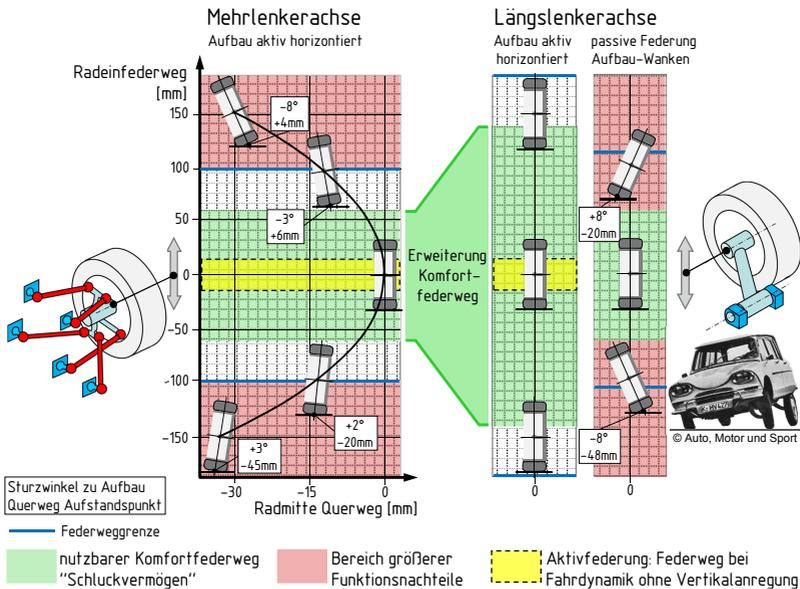 Mehrlenkerachse
Aufbau aktiv horizontiert
Längslenkerachse
Aufbau aktiv
horizontiert
passive Federung
Aufbau-Wanken
Radeinfederweg
[mm]
150
100
50
0
-50
-100
-150
-8°
+4mm
-3°
+6mm
+2°
-20mm
+3°
-45mm
Erweiterung
Komfort-
federweg
+8°
-20mm
-8°
-48mm
© Auto, Motor und Sport
-30
-15
0
0
0
Radmitte Querweg [mm]
Sturzwinkel zu Aufbau
Querweg Aufstandspunkt
Federweggrenze
nutzbarer Komfortfederweg
"Schluckvermögen"
Bereich größerer
Funktionsnachteile
Aktivfederung: Federweg bei
Fahrdynamik ohne Vertikalanregung